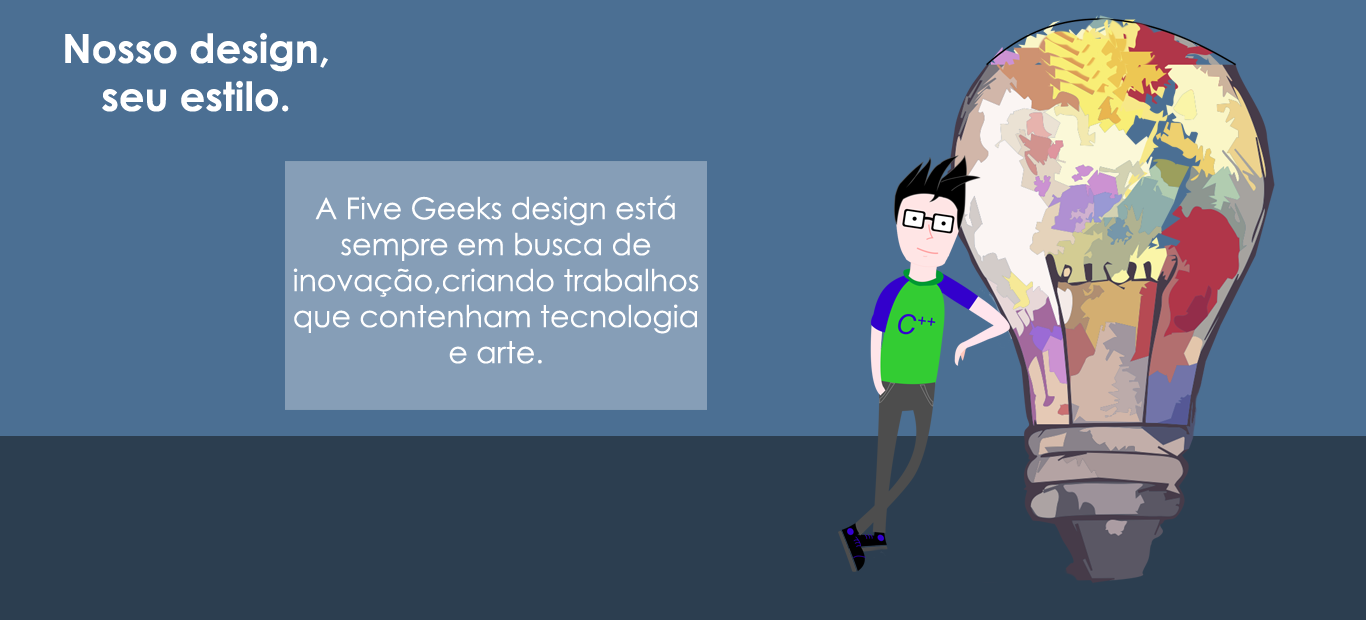 Nosso design,
seu estilo.
A Five Geeks design está
sempre em busca de
inovação,criando trabalhos
que contenham tecnologia
e arte.
C++